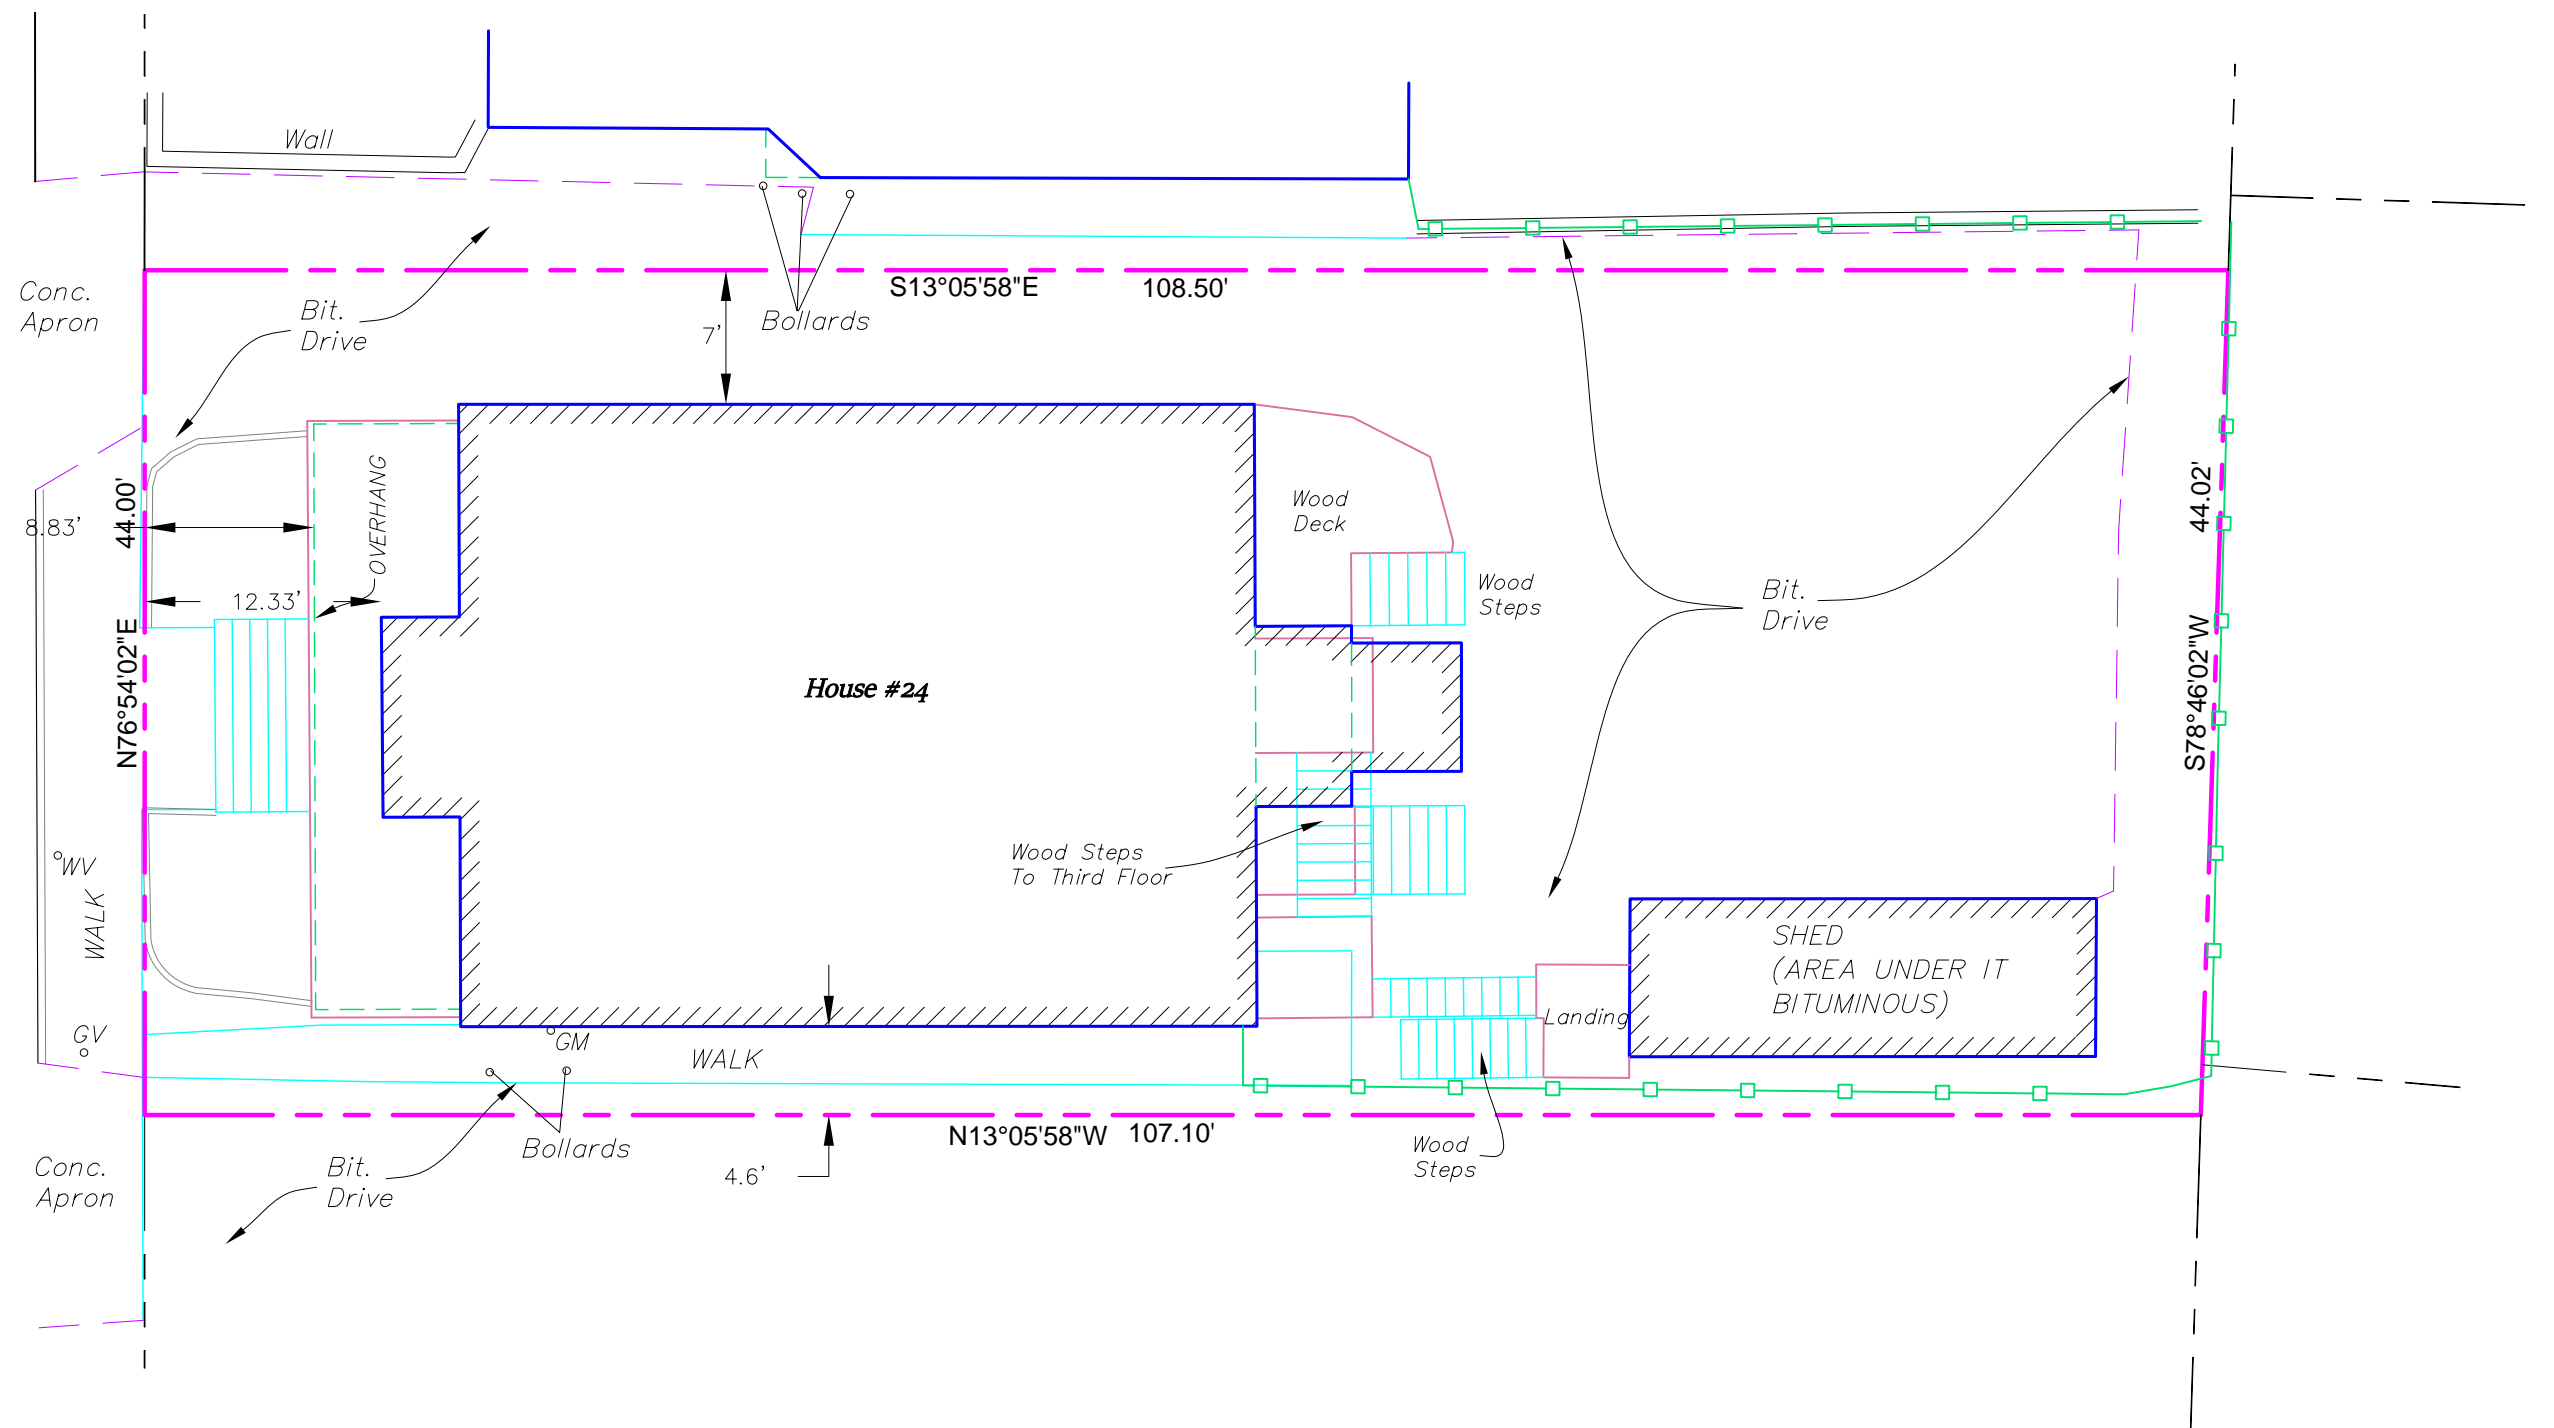 Wall
Conc.
Apron
Bit.
Drive
S13°05'58"E
108.50'
7'
Bollards
OVERHANG
Wood
Deck
44.00'
8.83'
44.02'
12.33'
Wood
Steps
Bit.
Drive
N76°54'02"E
House #24
S78°46'02"W
WV
WALK
Wood Steps
To Third Floor
SHED
(AREA UNDER IT
BITUMINOUS)
Landing
GV
GM
WALK
N13°05'58"W
107.10'
Bollards
4.6'
Wood
Steps
Conc.
Apron
Bit.
Drive